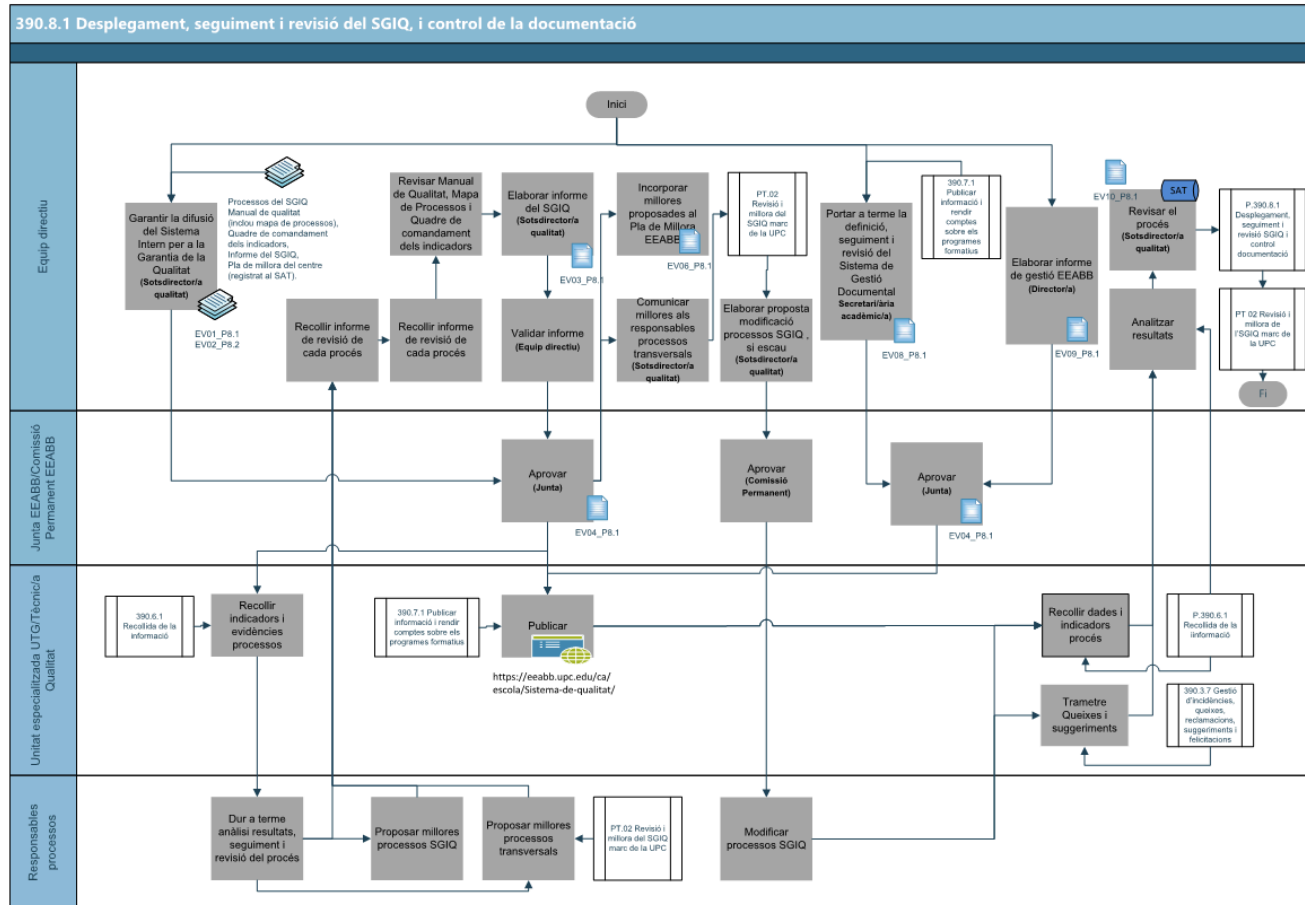 390.8.1 Desplegament, seguiment i revisió del SGIQ, i control de la documentació
Equip directiu
Inici
Garantir la difusió
del Sistema
Intern per a la
Garantia de la
Qualitat
(Sotsdirector/a
qualitat)
EV01_P8.1
EV02_P8.2
Processos del SGIQ
Manual de qualitat
(inclou mapa de processos),
Quadre de comandament
dels indicadors,
Informe del SGIQ,
Pla de millora del centre
(registrat al SAT).
Recollir informe
de revisió de
cada procés
Recollir informe
de revisió de
cada procés
Revisar Manual
de Qualitat, Mapa
de Processos i
Quadre de
comandament
dels indicadors
Elaborar informe
del SGIQ
(Sotsdirector/a
qualitat)
EV03_P8.1
Validar informe
(Equip directiu)
Incorporar
millores
proposades al
Pla de Millora
EEABB
EV06_P8.1
Comunicar
millores als
responsables
processos
transversals
(Sotsdirector/a
qualitat)
PT.02
Revisió i
millora del
SGIQ marc
de la UPC
Elaborar proposta
modificació
processos SGIQ ,
si escau
(Sotsdirector/a
qualitat)
Portar a terme la
definició,
seguiment i
revisió del
Sistema de
Gestió
Documental
Secretari/ària
acadèmic/a)
EV08_P8.1
390.7.1
Publicar
informació i
rendir
comptes
sobre els
programes
formatius
Elaborar informe
de gestió EEABB
(Director/a)
EV09_P8.1
EV10_P8.1
SAT
Revisar el
procés
(Sotsdirector/a
qualitat)
Analitzar
resultats
P.390.8.1
Desplegament,
seguiment i
revisió SGIQ i
control
documentació
PT 02 Revisió i
millora de
l'SGIQ marc de
la UPC
Fi
Junta EEABB/Comissió
Permanent EEABB
Aprovar
(Junta)
EV04_P8.1
Aprovar
(Comissió
Permanent)
Aprovar
(Junta)
EV04_P8.1
Unitat especialitzada UTG/Tècnic/a
Qualitat
390.6.1
Recollida de la
informació
Recollir
indicadors i
evidències
processos
390.7.1 Publicar
informació i rendir
comptes sobre els
programes formatius
Publicar
https://eeabb.upc.edu/ca/
escola/Sistema-de-qualitat/
Recollir dades i
indicadors
procés
P.390.6.1
Recollida de la
iinformació
Trametre
Queixes i
suggeriments
390.3.7 Gestió
d'incidències,
queixes,
reclamacions,
suggeriments i
felicitacions
Responsables
processos
Dur a terme
anàlisi resultats,
seguiment i
revisió del procés
Proposar millores
processos SGIQ
Proposar millores
processos
transversals
PT.02 Revisió i
millora del SGIQ
marc de la UPC
Modificar
processos SGIQ